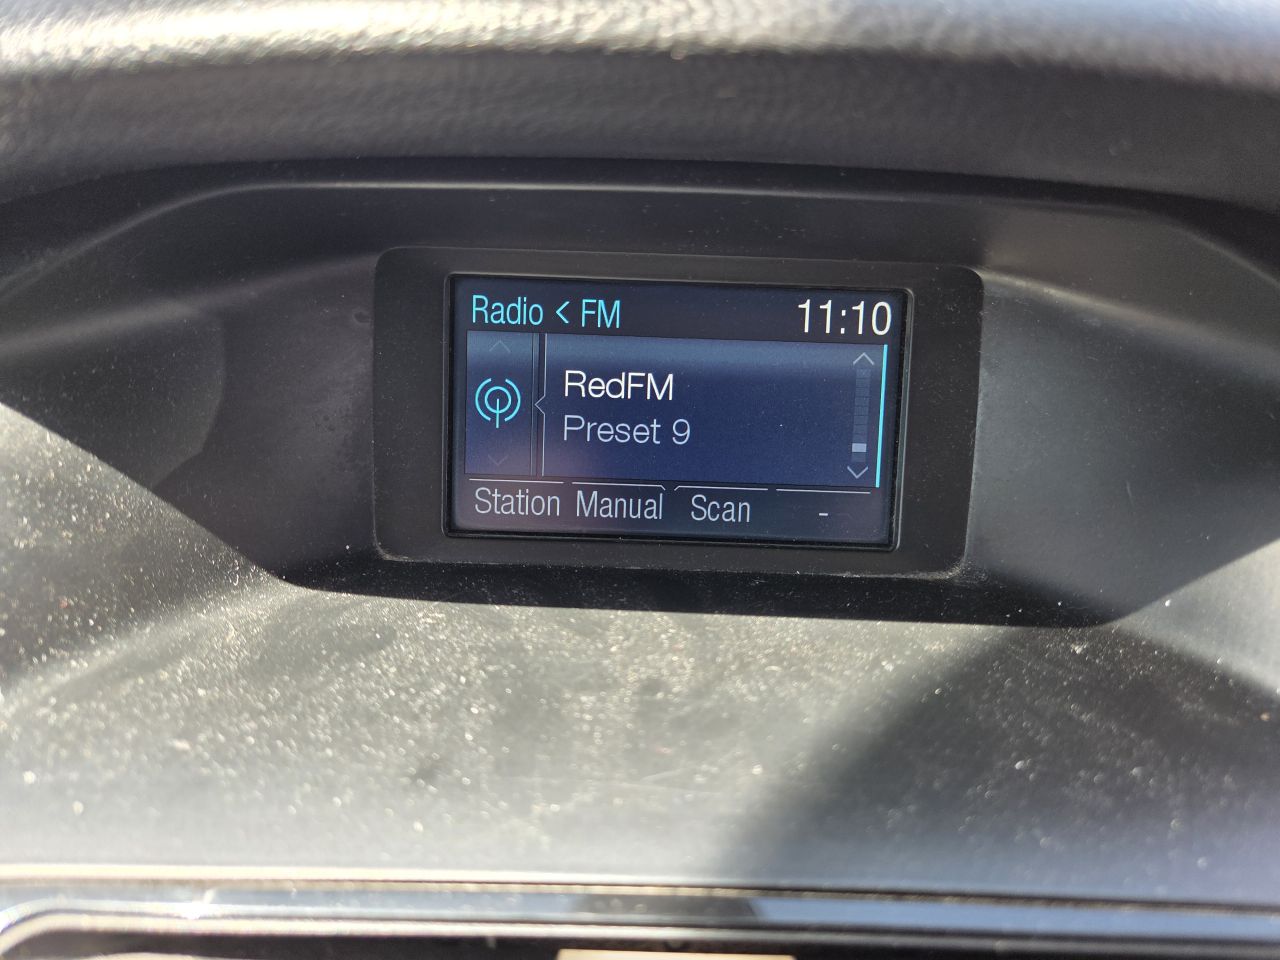 Radio < FM 11:10
RedFM
Preset 9
Station Manual Scan -